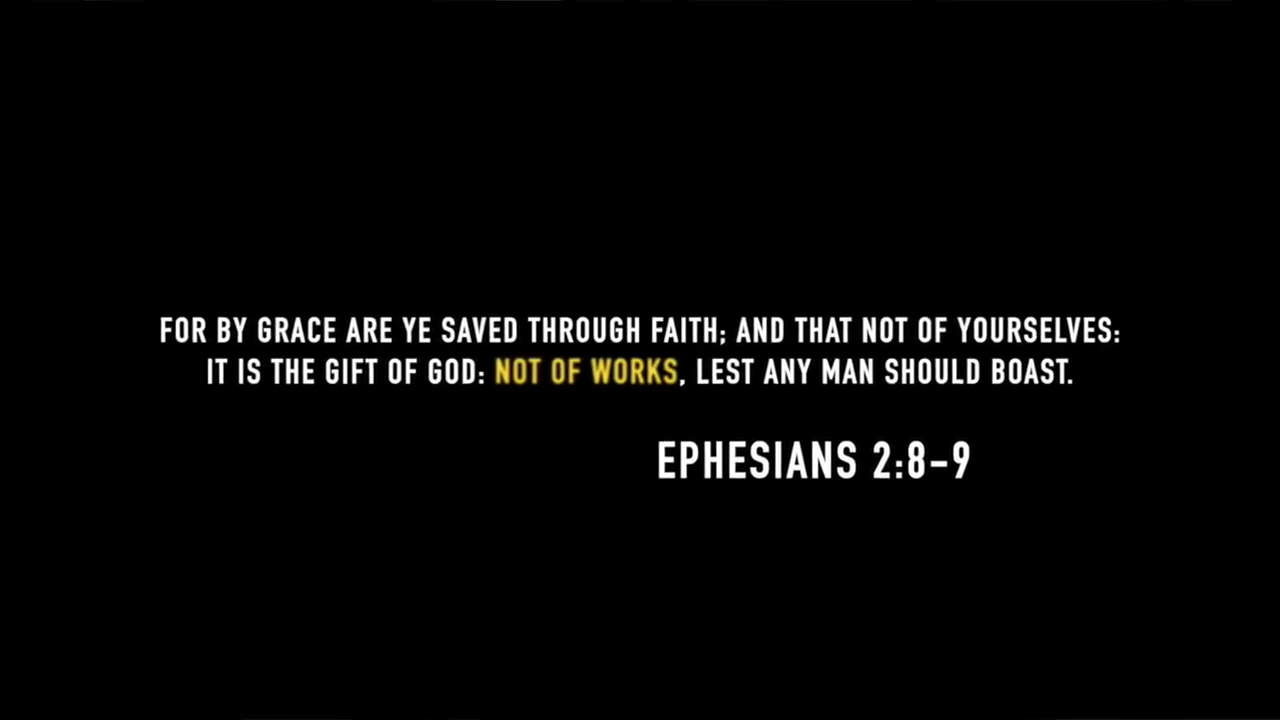 FOR BY GRACE ARE YE SAVED THROUGH FAITH; AND THAT NOT OF YOURSELVES:
IT IS THE GIFT OF GOD: NOT OF WORKS, LEST ANY MAN SHOULD BOAST.
EPHESIANS 2:8-9